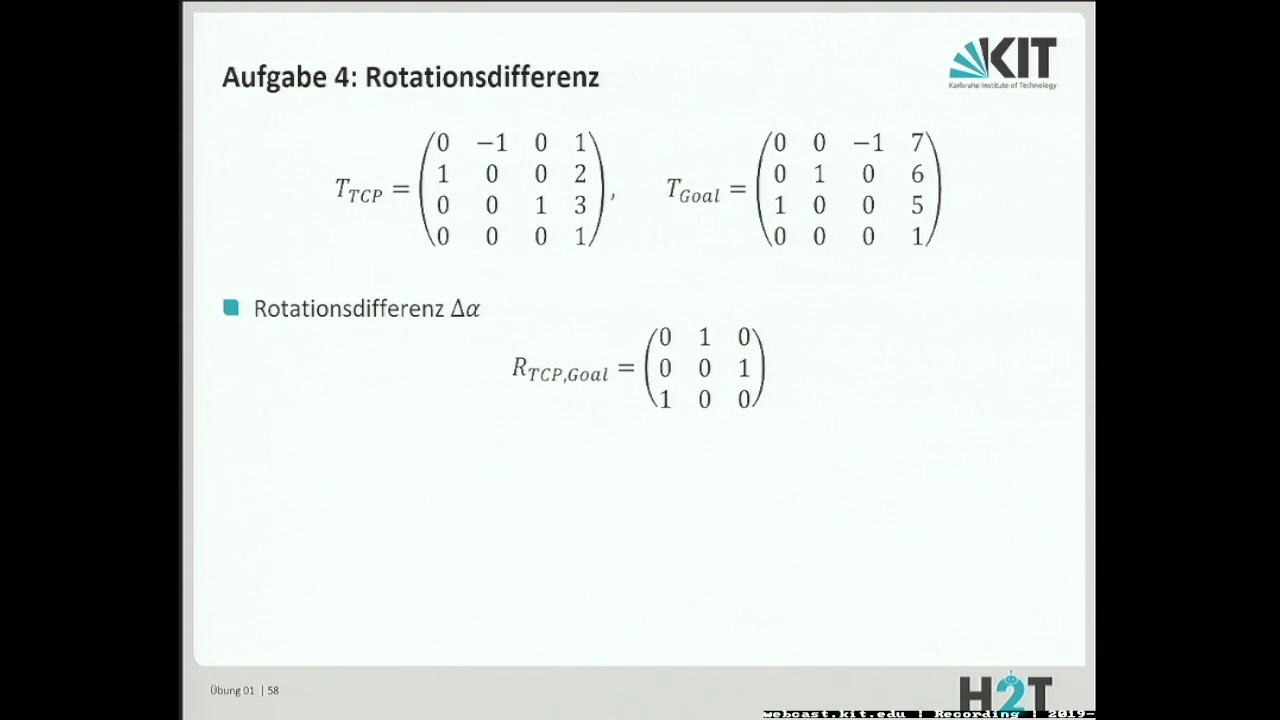 Aufgabe 4: Rotationsdifferenz
KIT
Karlsruhe Institute of Technology
T_TCP = (0 −1 0 1
1 0 0 2
0 0 1 3
0 0 0 1),
T_Goal = (0 0 −1 7
0 1 0 6
1 0 0 5
0 0 0 1)
Rotationsdifferenz Δα
R_TCP,Goal = (0 1 0
0 0 1
1 0 0)
Übung 01 | 58
H2T
webcast.kit.edu | Recording | 2019-